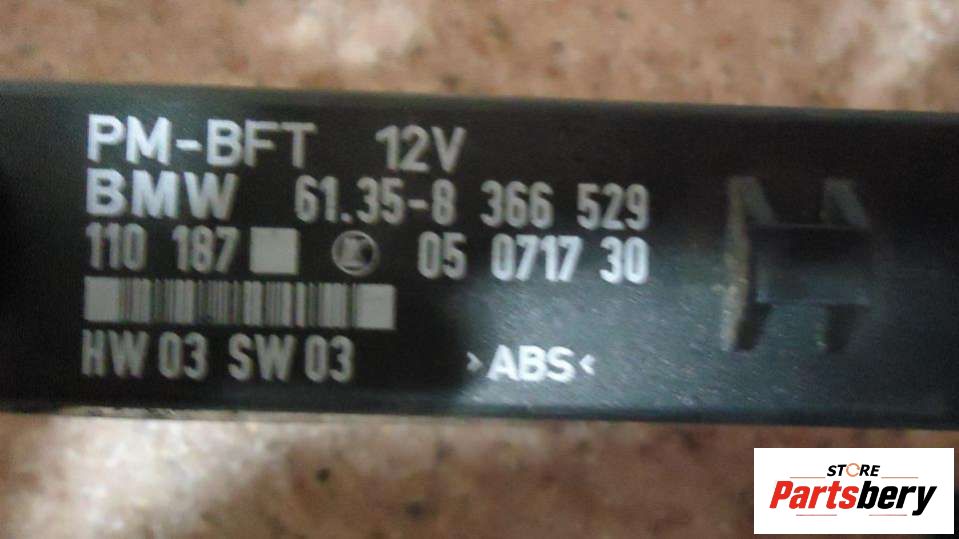 PM-BFT 12V
BMW 61.35-8 366 529
110 187 05 0717 30
HW 03 SW 03 >ABS<
STORE
Partsbery